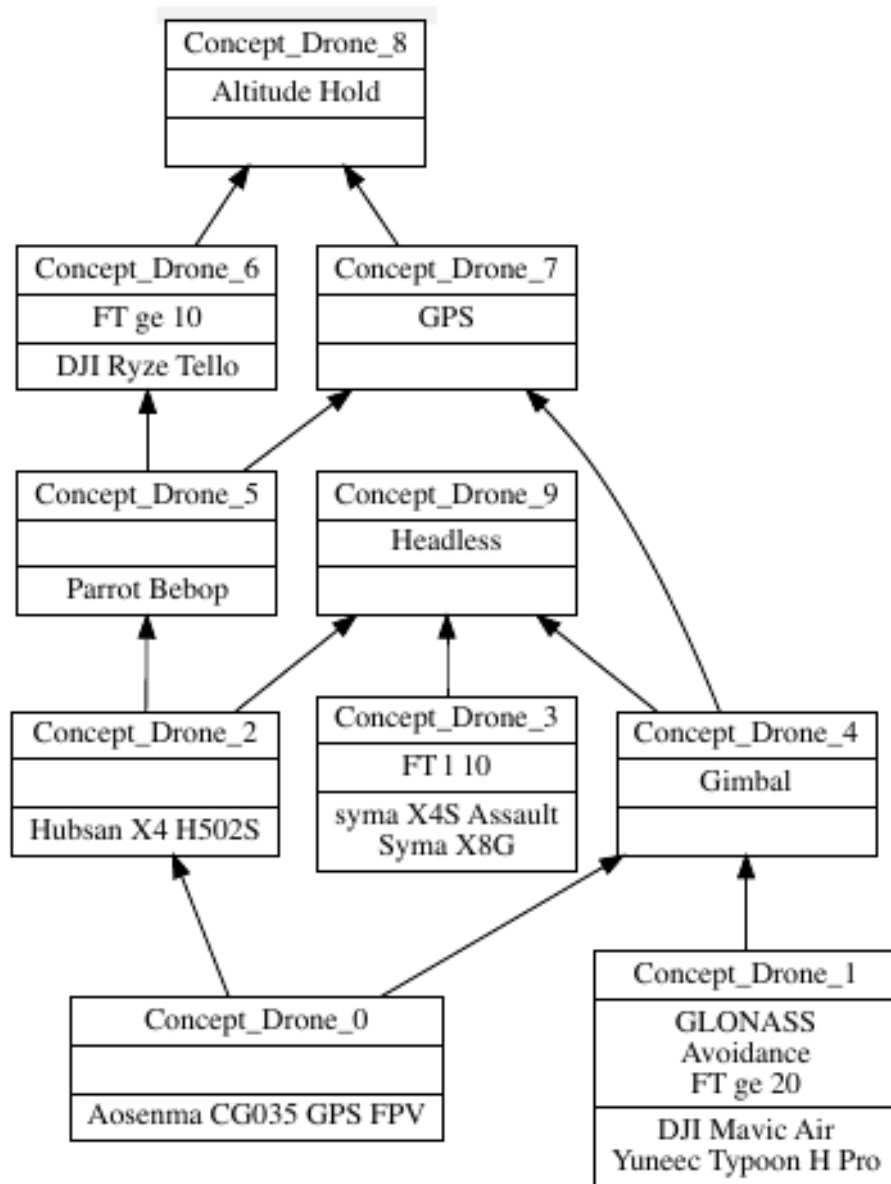 Concept_Drone_8
Altitude Hold
Concept_Drone_6
FT ge 10
DJI Ryze Tello
Concept_Drone_7
GPS
Concept_Drone_5
Parrot Bebop
Concept_Drone_9
Headless
Concept_Drone_2
Hubsan X4 H502S
Concept_Drone_3
FT l 10
syma X4S Assault
Syma X8G
Concept_Drone_4
Gimbal
Concept_Drone_0
Aosenma CG035 GPS FPV
Concept_Drone_1
GLONASS
Avoidance
FT ge 20
DJI Mavic Air
Yuneec Typoon H Pro